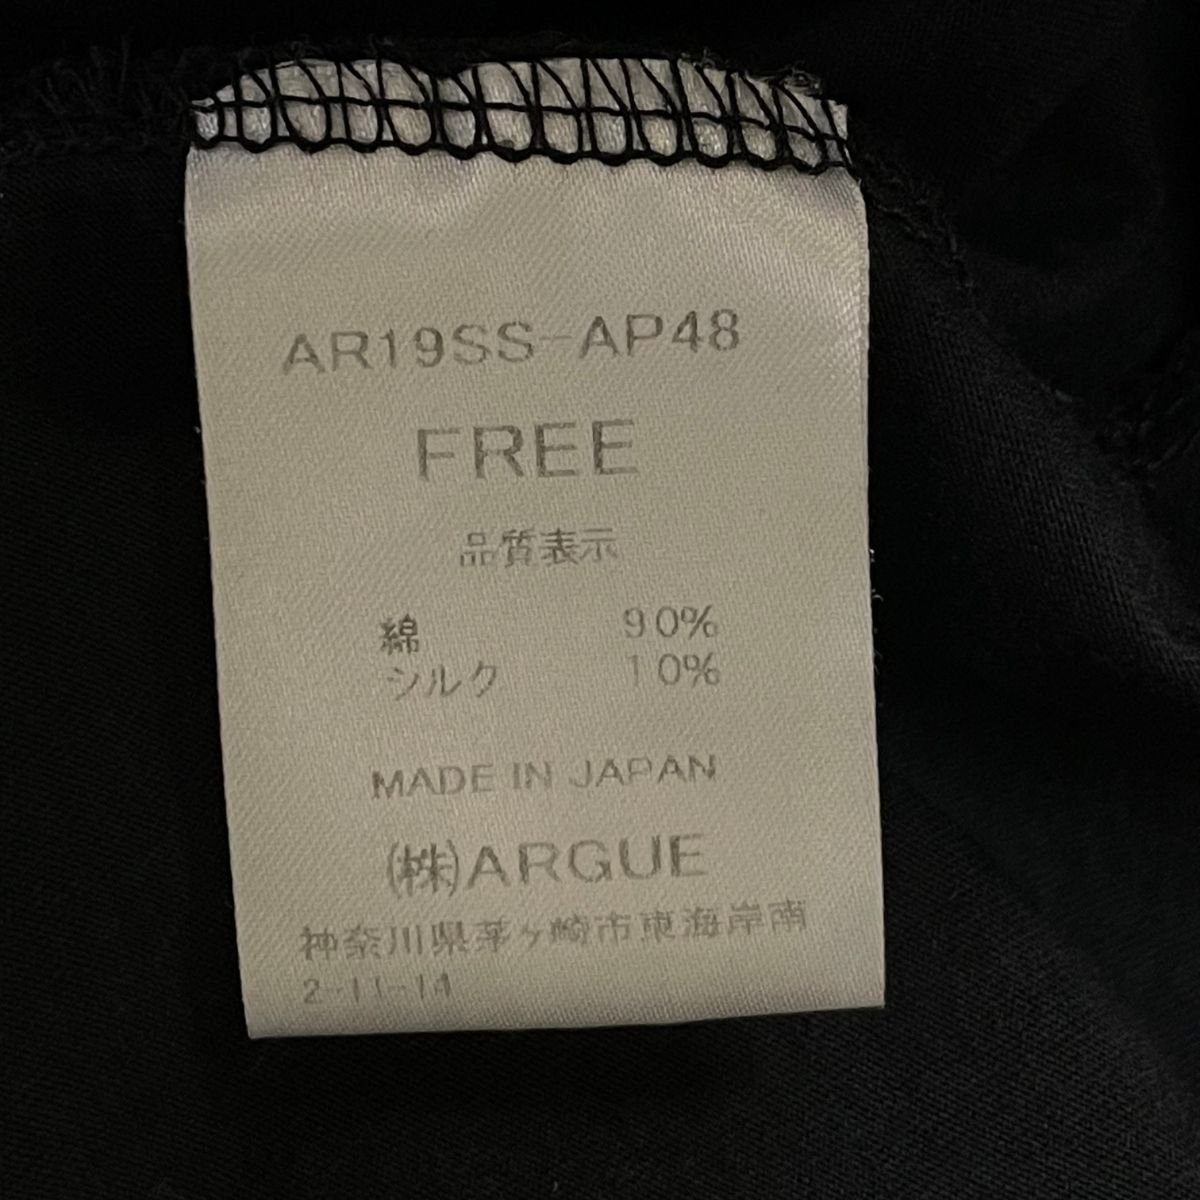 AR19SS-AP48
FREE
品質表示
綿 90%
シルク 10%
MADE IN JAPAN
(株)ARGUE
神奈川県茅ヶ崎市東海岸南
2-11-14